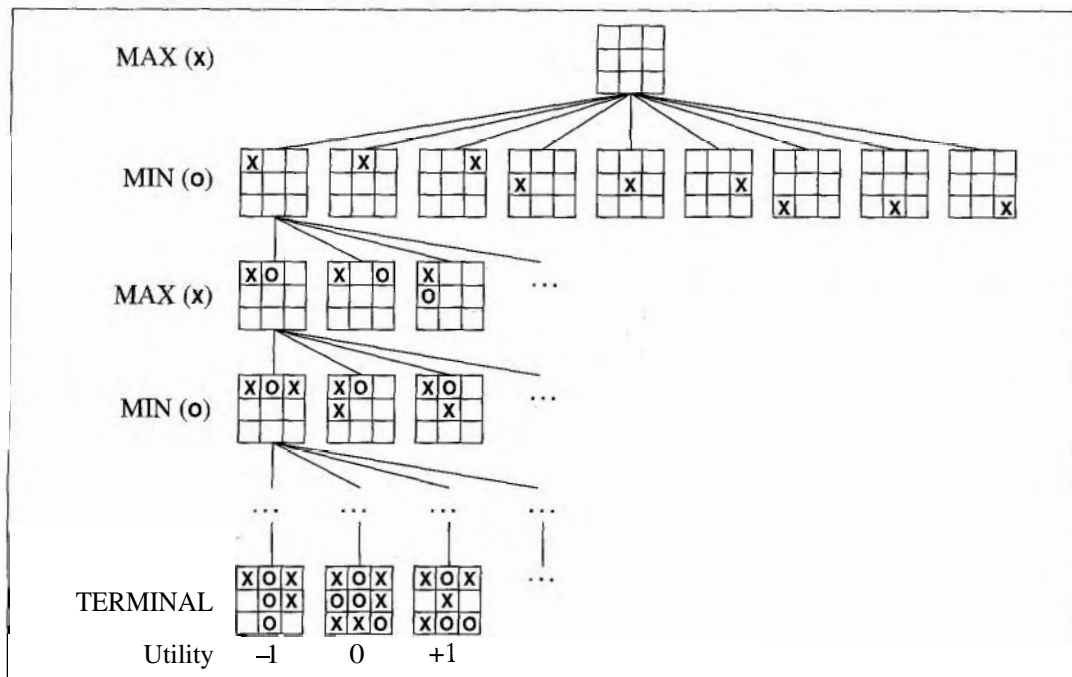 MAX (X)
MIN (O)
X X X X X X X X X
MAX (X)
X O X O X ...
O
MIN (O)
X O X X O X O ...
X X
... ... ... ...
X O X X O X X O X ...
TERMINAL
O X O O X X
O X X O X O O
Utility –1 0 +1